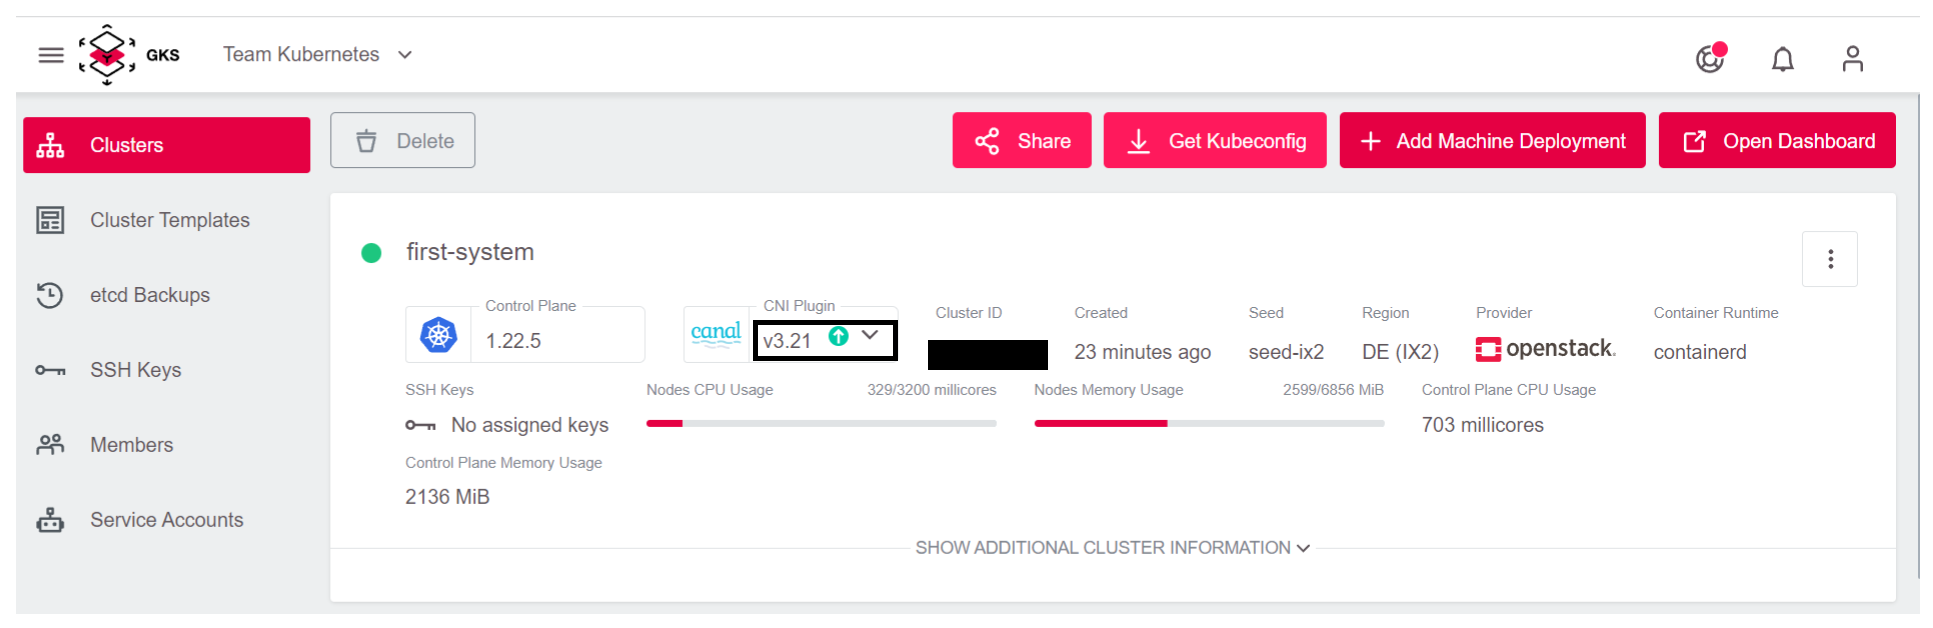 GKS Team Kubernetes
Clusters
Cluster Templates
etcd Backups
SSH Keys
Members
Service Accounts
Delete Share Get Kubeconfig Add Machine Deployment Open Dashboard
first-system
Control Plane
1.22.5
canal
CNI Plugin
v3.21
Cluster ID
Created
23 minutes ago
Seed
seed-ix2
Region
DE (IX2)
Provider
openstack.
Container Runtime
containerd
SSH Keys
No assigned keys
Nodes CPU Usage 329/3200 millicores
Nodes Memory Usage 2599/6856 MiB
Control Plane CPU Usage
703 millicores
Control Plane Memory Usage
2136 MiB
SHOW ADDITIONAL CLUSTER INFORMATION